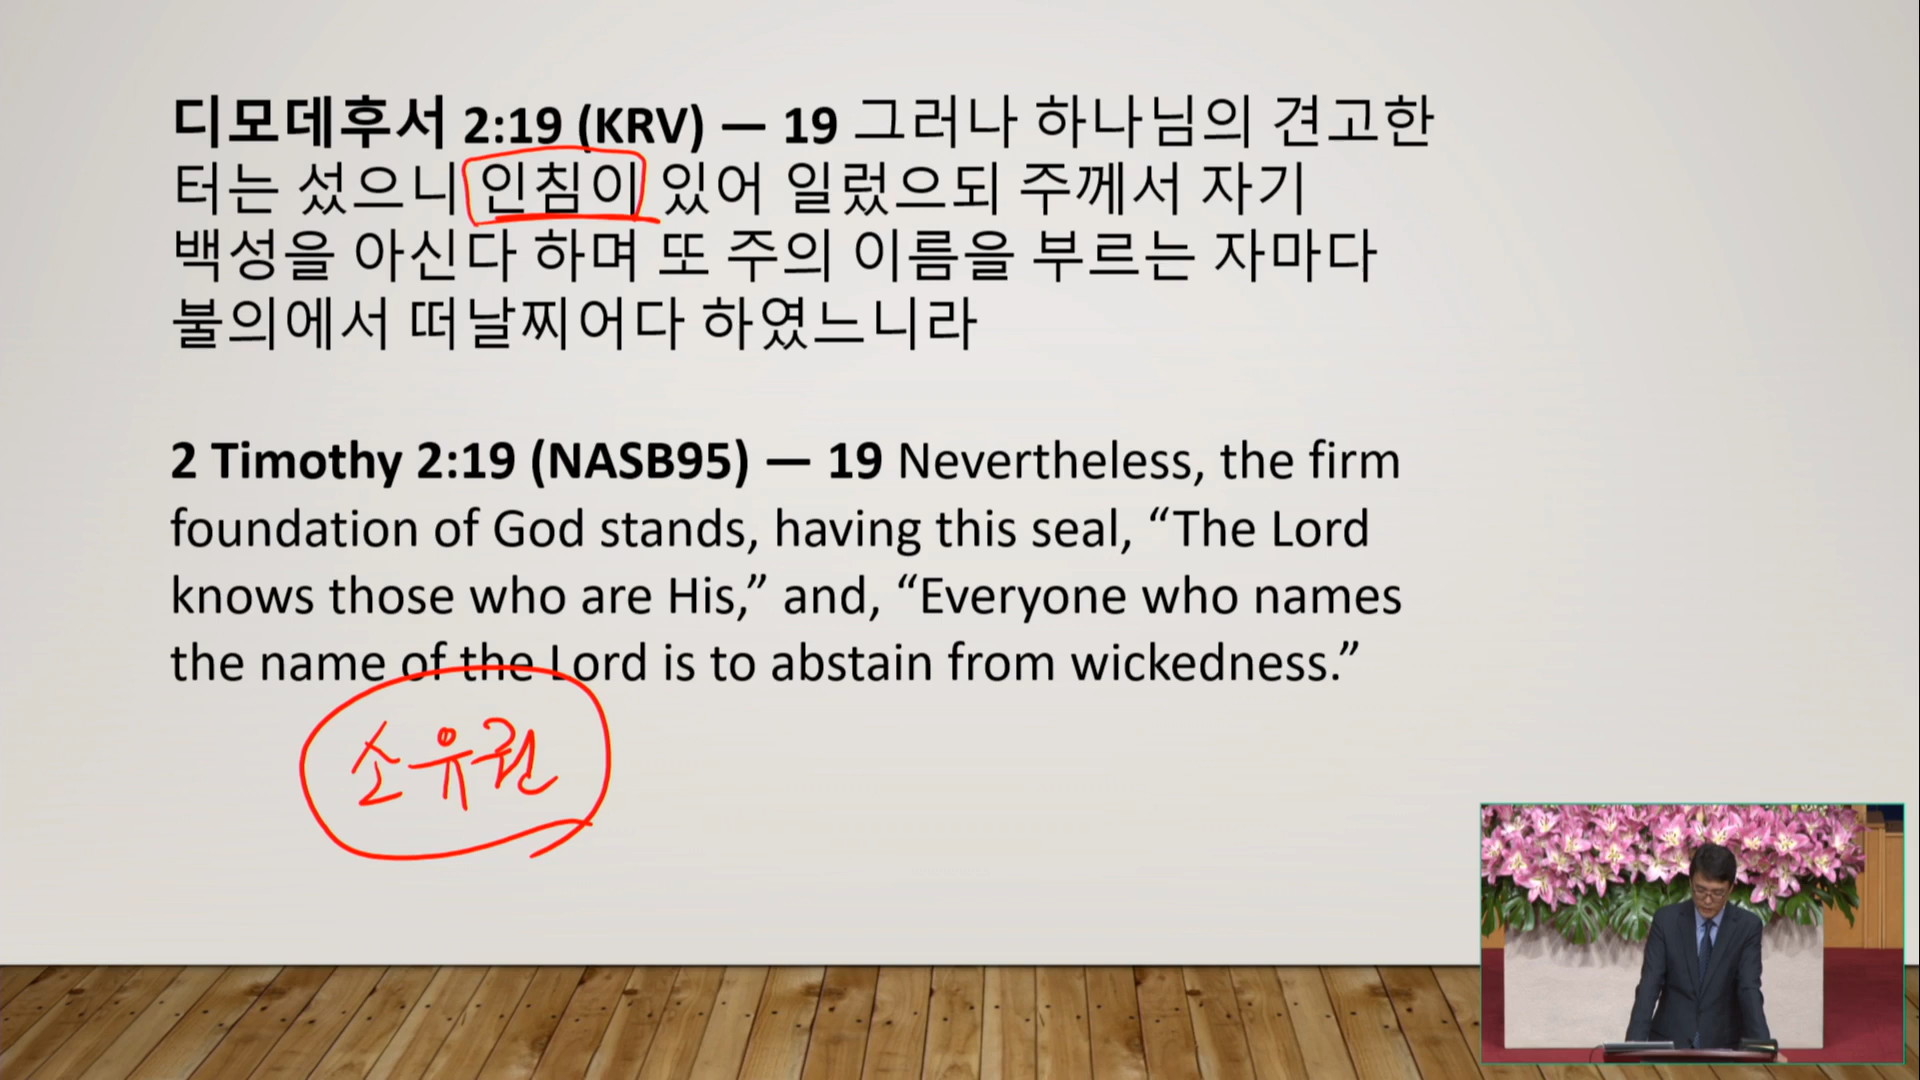 디모데후서 2:19 (KRV) — 19 그러나 하나님의 견고한
터는 섰으니 인침이 있어 일렀으되 주께서 자기
백성을 아신다 하며 또 주의 이름을 부르는 자마다
불의에서 떠날찌어다 하였느니라
2 Timothy 2:19 (NASB95) — 19 Nevertheless, the firm
foundation of God stands, having this seal, “The Lord
knows those who are His,” and, “Everyone who names
the name of the Lord is to abstain from wickedness.”
소유권